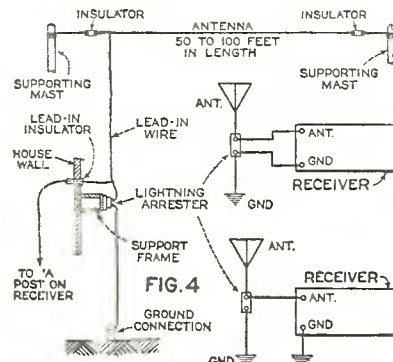 INSULATOR
INSULATOR
ANTENNA
50 TO 100 FEET
IN LENGTH
SUPPORTING
MAST
SUPPORTING
MAST
LEAD-IN
INSULATOR
LEAD-IN
WIRE
HOUSE
WALL
ANT.
ANT.
GND
RECEIVER
LIGHTNING
ARRESTER
GND
SUPPORT
FRAME
TO 'A
POST ON
RECEIVER
FIG.4
ANT.
RECEIVER
ANT.
GND
GROUND
CONNECTION
GND